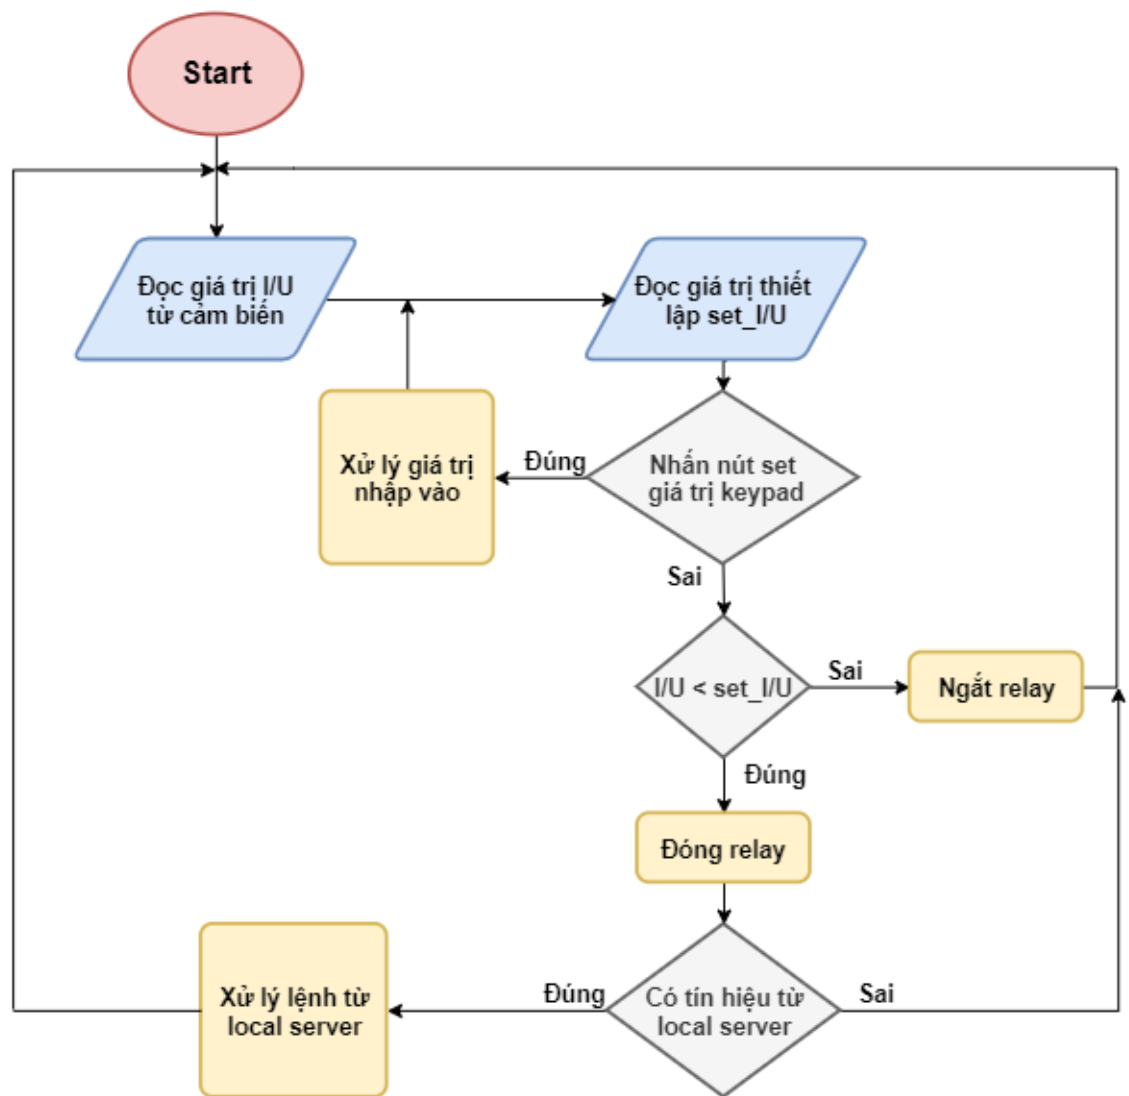 Start
Đọc giá trị I/U
từ cảm biến
Đọc giá trị thiết
lập set_I/U
Xử lý giá trị
nhập vào
Đúng
Nhấn nút set
giá trị keypad
Sai
I/U < set_I/U
Sai
Ngắt relay
Đúng
Đóng relay
Xử lý lệnh từ
local server
Đúng
Có tín hiệu từ
local server
Sai